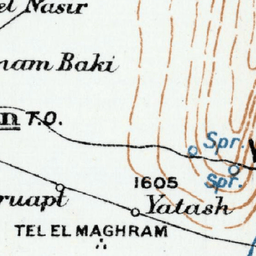 el Nasir
nam Baki
n T.O.
Spr.
Spr.
1605
ruapt
Yatash
TEL EL MAGHRAM